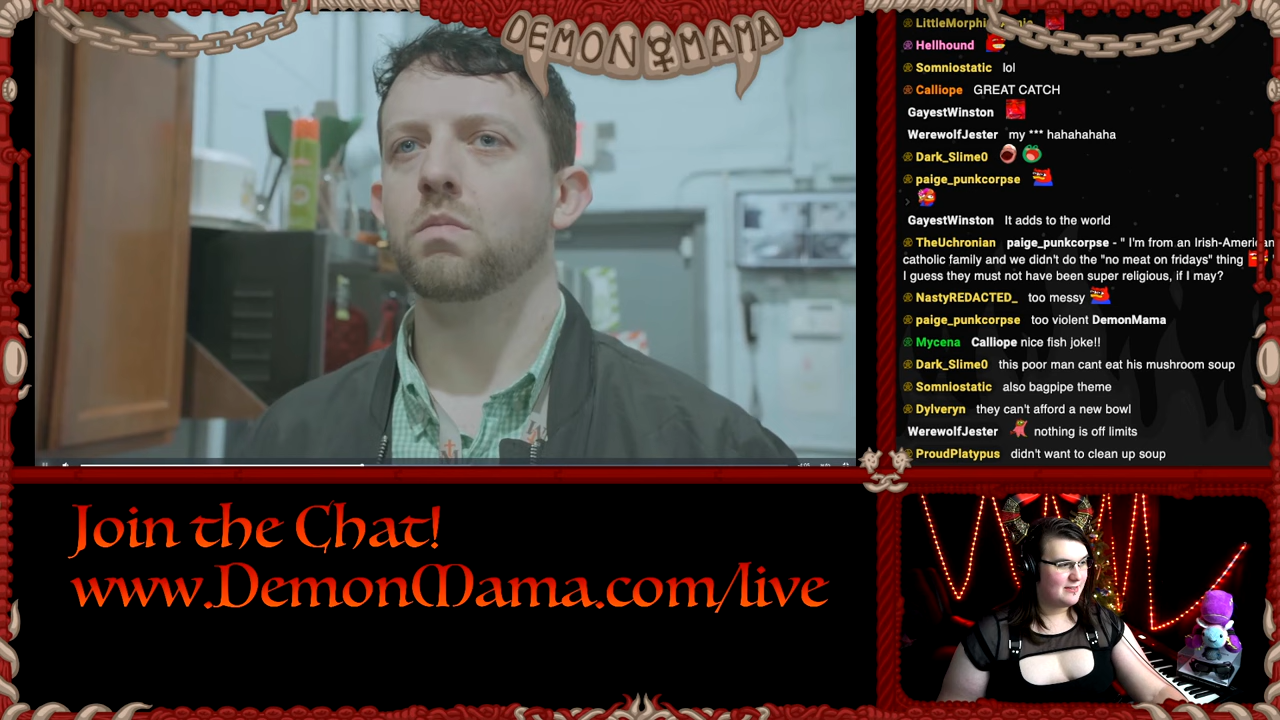 DEMON MAMA
LittleMorphi
Hellhound
Somniostatic lol
Calliope GREAT CATCH
GayestWinston
WerewolfJester my *** hahahahaha
Dark_Slime0
paige_punkcorpse
GayestWinston It adds to the world
TheUchronian paige_punkcorpse - " I'm from an Irish-American
catholic family and we didn't do the "no meat on fridays" thing "
I guess they must not have been super religious, if I may?
NastyREDACTED_ too messy
paige_punkcorpse too violent DemonMama
Mycena Calliope nice fish joke!!
Dark_Slime0 this poor man cant eat his mushroom soup
Somniostatic also bagpipe theme
Dylveryn they can't afford a new bowl
WerewolfJester nothing is off limits
ProudPlatypus didn't want to clean up soup
Join the Chat!
www.DemonMama.com/live